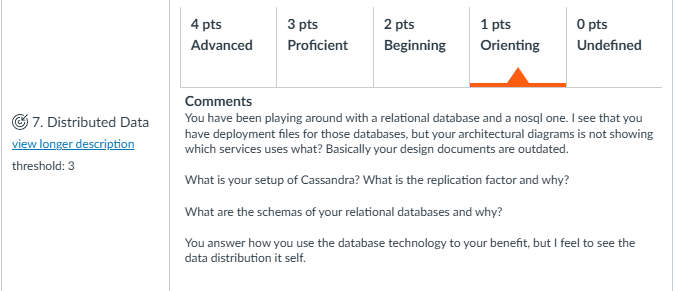 4 pts
Advanced
3 pts
Proficient
2 pts
Beginning
1 pts
Orienting
0 pts
Undefined
7. Distributed Data
view longer description
threshold: 3
Comments
You have been playing around with a relational database and a nosql one. I see that you
have deployment files for those databases, but your architectural diagrams is not showing
which services uses what? Basically your design documents are outdated.
What is your setup of Cassandra? What is the replication factor and why?
What are the schemas of your relational databases and why?
You answer how you use the database technology to your benefit, but I feel to see the
data distribution it self.